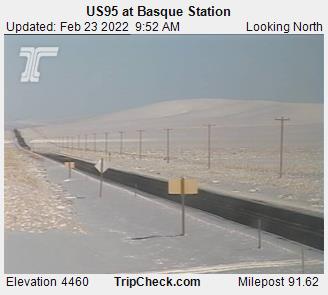 US95 at Basque Station
Updated: Feb 23 2022 9:52 AM Looking North
Elevation 4460 TripCheck.com Milepost 91.62